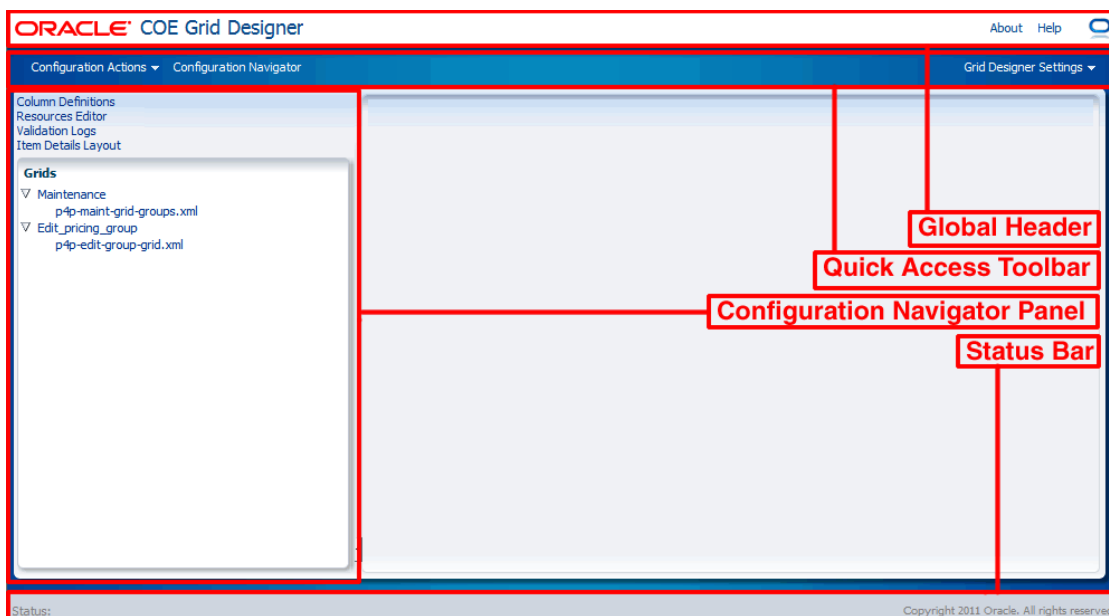 ORACLE COE Grid Designer
About Help
Configuration Actions Configuration Navigator
Grid Designer Settings
Column Definitions
Resources Editor
Validation Logs
Item Details Layout
Grids
Maintenance
p4p-maint-grid-groups.xml
Edit_pricing_group
p4p-edit-group-grid.xml
Global Header
Quick Access Toolbar
Configuration Navigator Panel
Status Bar
Status:
Copyright 2011 Oracle. All rights reserved